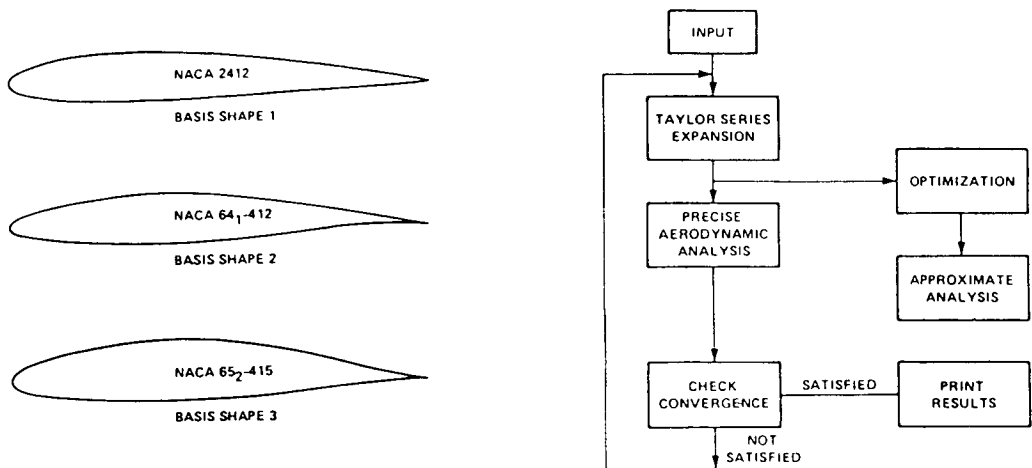 NACA 2412
BASIS SHAPE 1
NACA 64₁-412
BASIS SHAPE 2
NACA 65₂-415
BASIS SHAPE 3
INPUT
TAYLOR SERIES
EXPANSION
OPTIMIZATION
PRECISE
AERODYNAMIC
ANALYSIS
APPROXIMATE
ANALYSIS
CHECK
CONVERGENCE
SATISFIED
PRINT
RESULTS
NOT
SATISFIED